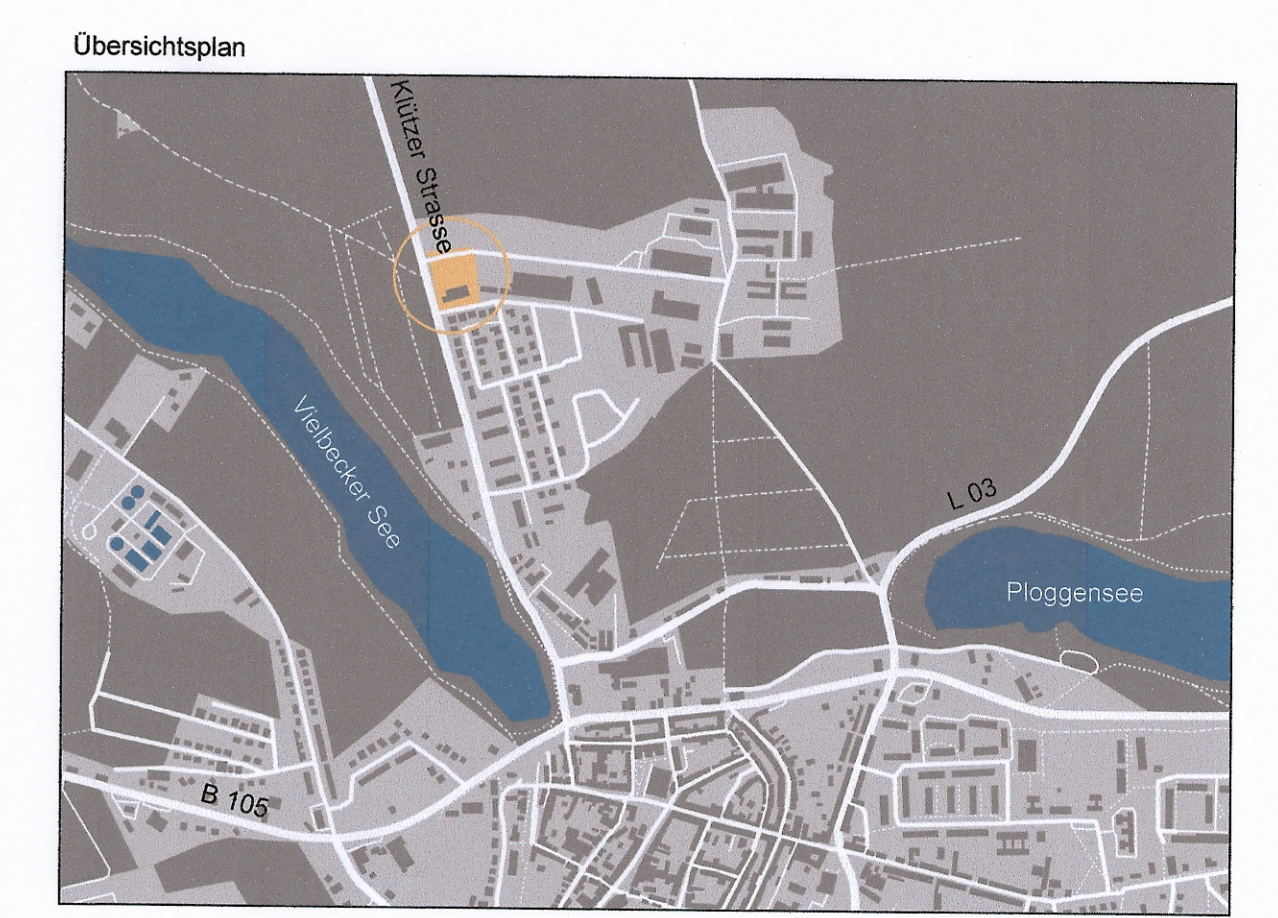 Übersichtsplan
Klützer Strasse
Vielbecker See
L 03
Ploggensee
B 105